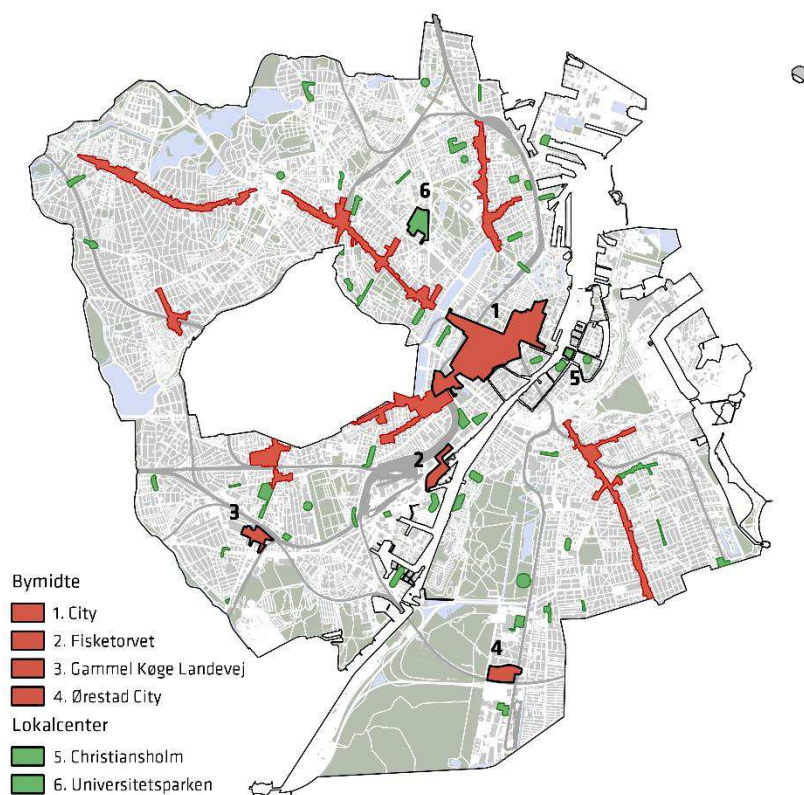 6
1
5
2
3
4
Bymidte
1. City
2. Fisketorvet
3. Gammel Køge Landevej
4. Ørestad City
Lokalcenter
5. Christiansholm
6. Universitetsparken